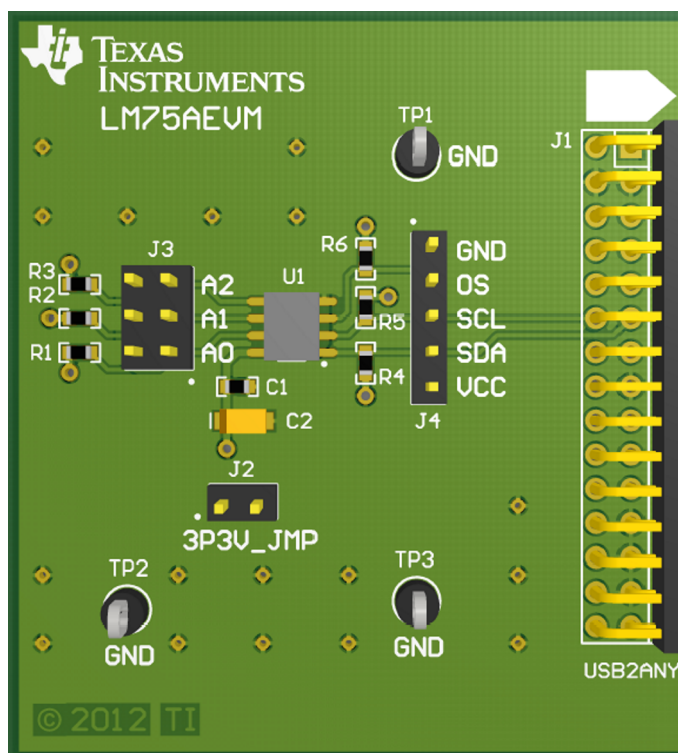 TEXAS
INSTRUMENTS
LM75AEVM
TP1
GND
J1
J3
R3
R2
R1
A2
A1
A0
U1
R6
R5
R4
GND
OS
SCL
SDA
VCC
J4
C1
C2
J2
3P3V_JMP
TP2
GND
TP3
GND
USB2ANY
© 2012 TI